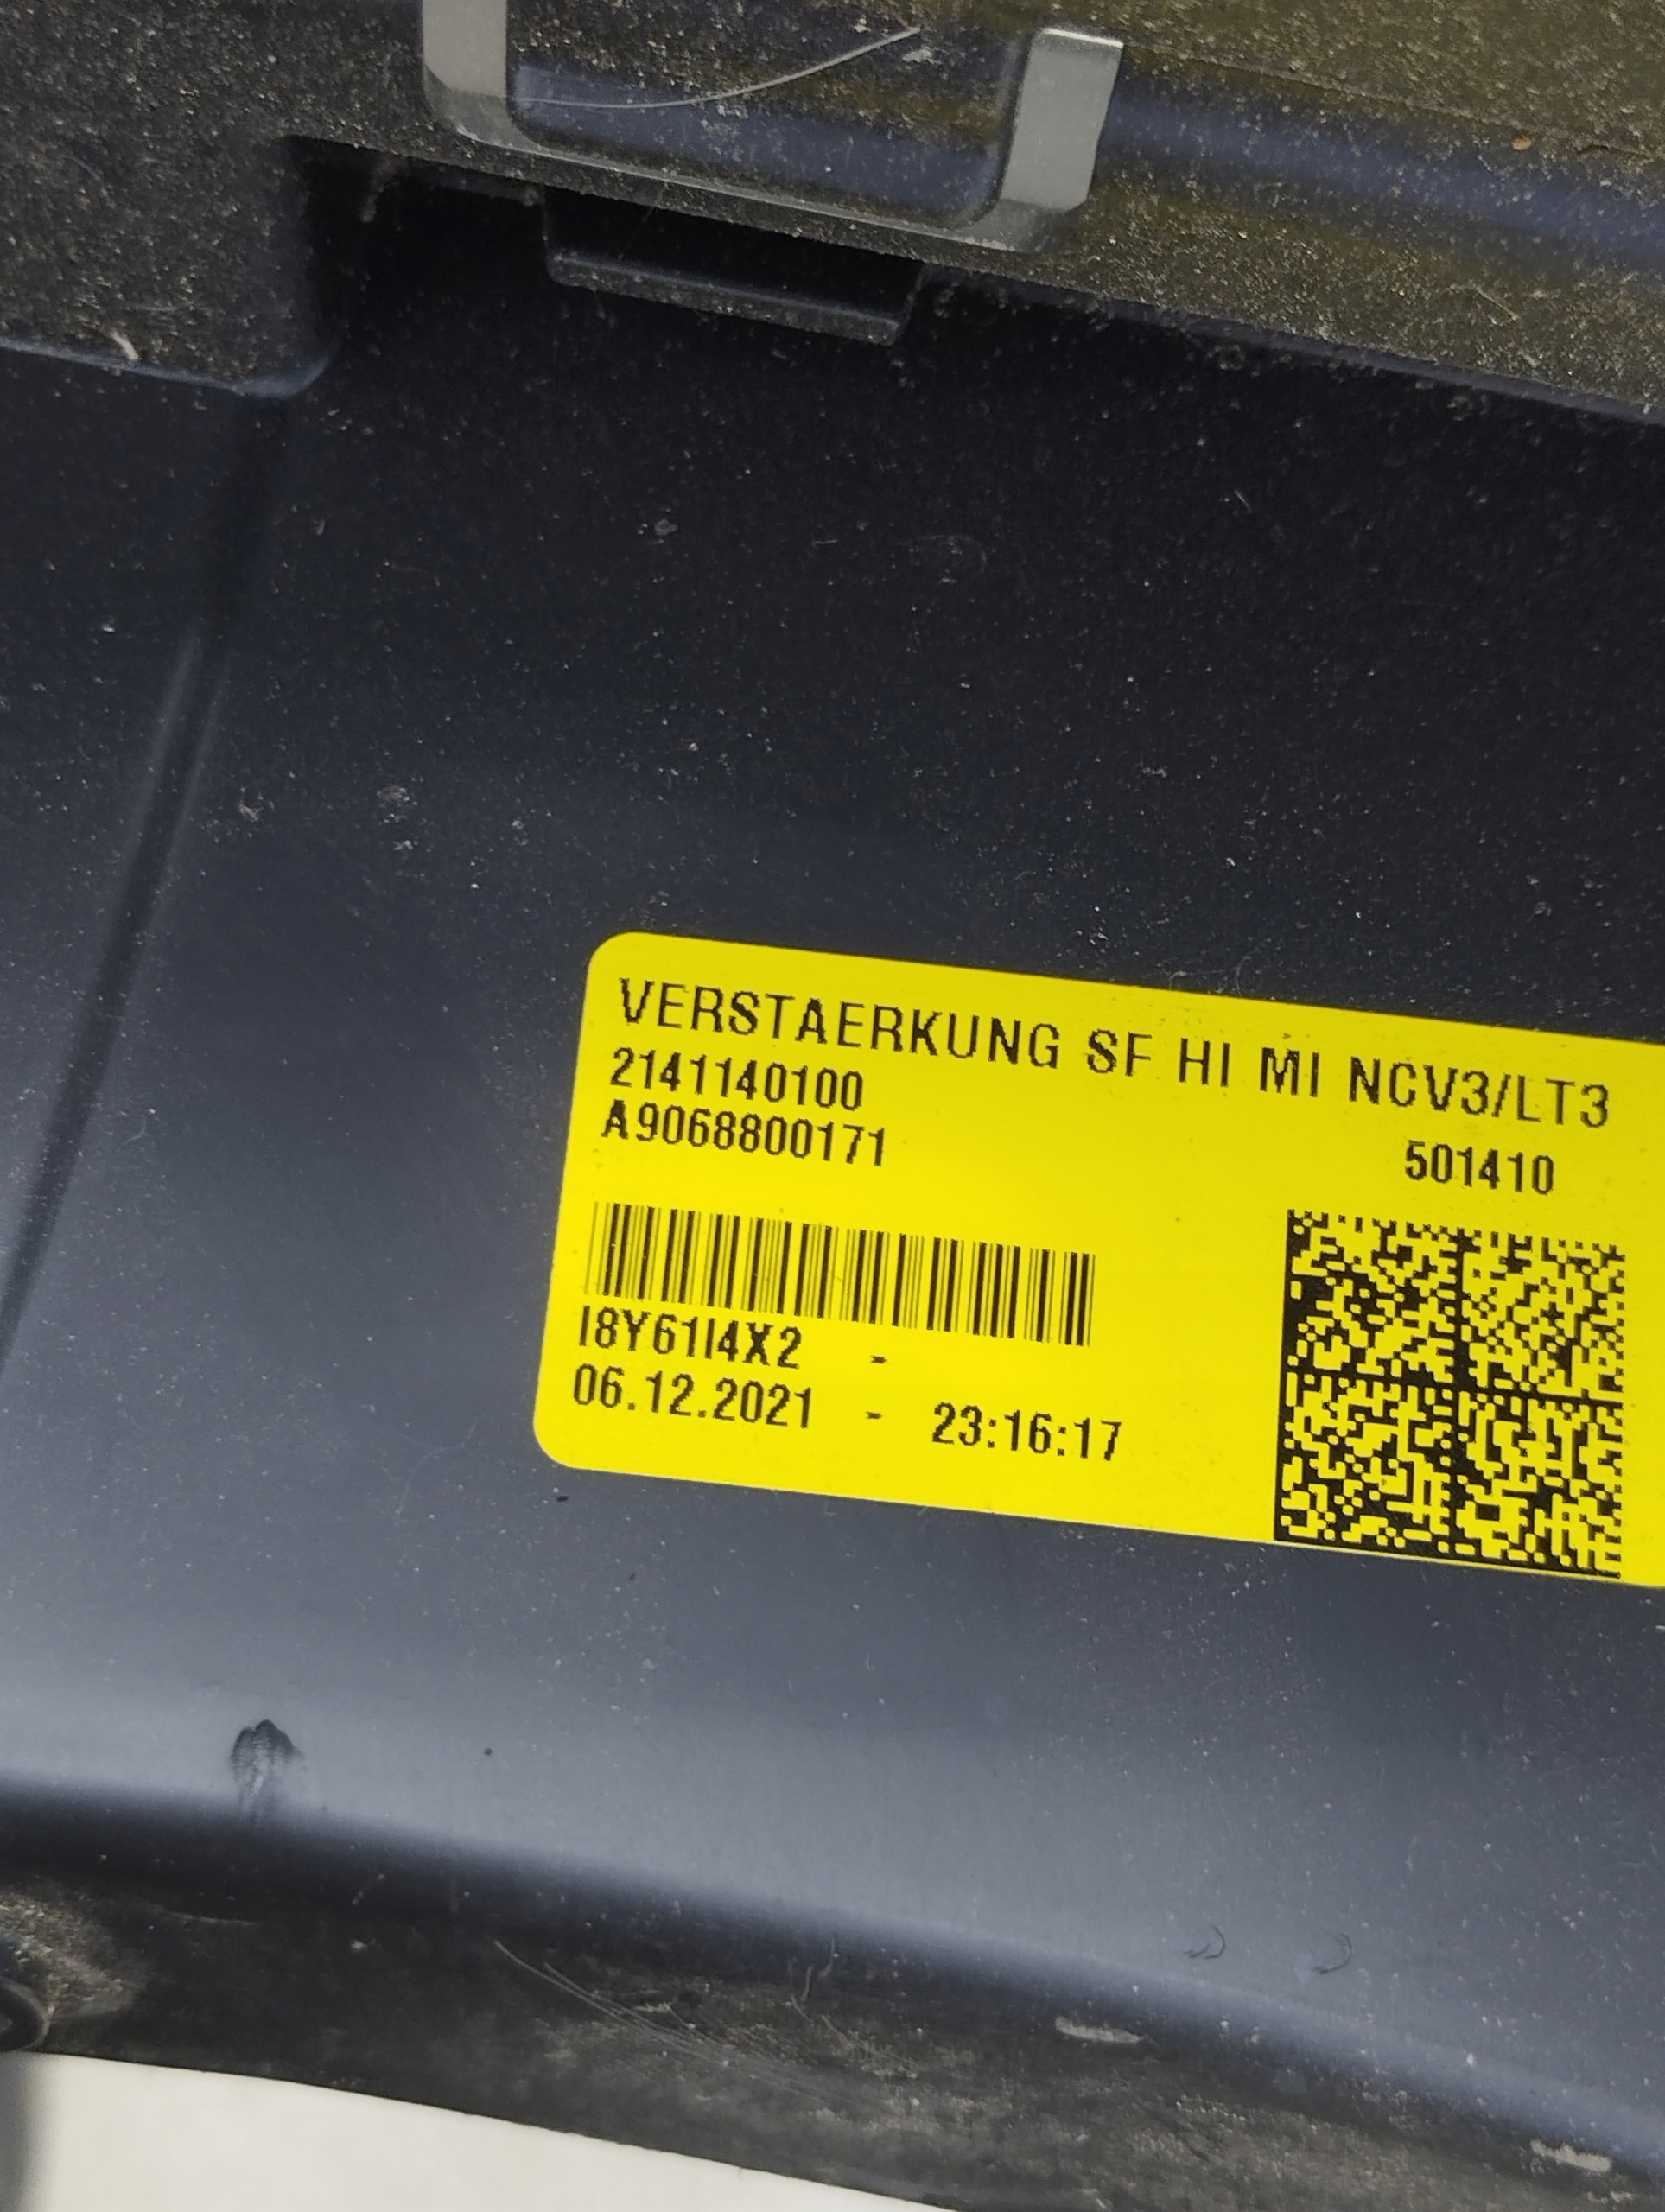 VERSTAERKUNG SF HI MI NCV3/LT3
2141140100
A9068800171
501410
I8Y61I4X2 -
06.12.2021 - 23:16:17